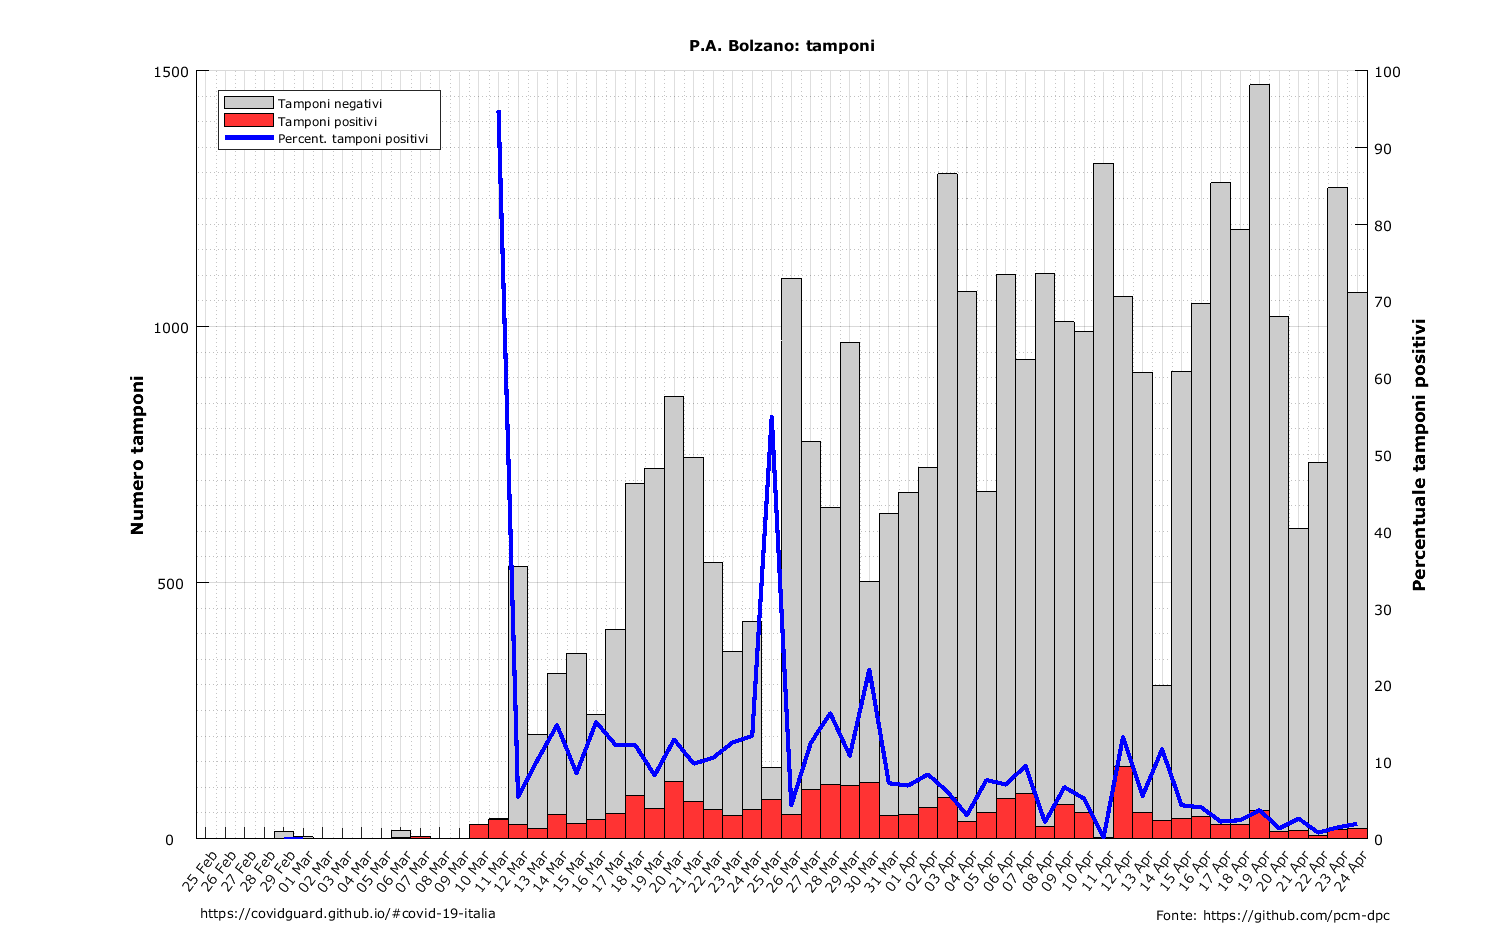 P.A. Bolzano: tamponi
Tamponi negativi
Tamponi positivi
Percent. tamponi positivi
Numero tamponi
1500
1000
500
0
100
90
80
70
60
50
40
30
20
10
0
Percentuale tamponi positivi
25 Feb
26 Feb
27 Feb
28 Feb
29 Feb
01 Mar
02 Mar
03 Mar
04 Mar
05 Mar
06 Mar
07 Mar
08 Mar
09 Mar
10 Mar
11 Mar
12 Mar
13 Mar
14 Mar
15 Mar
16 Mar
17 Mar
18 Mar
19 Mar
20 Mar
21 Mar
22 Mar
23 Mar
24 Mar
25 Mar
26 Mar
27 Mar
28 Mar
29 Mar
30 Mar
31 Mar
01 Apr
02 Apr
03 Apr
04 Apr
05 Apr
06 Apr
07 Apr
08 Apr
09 Apr
10 Apr
11 Apr
12 Apr
13 Apr
14 Apr
15 Apr
16 Apr
17 Apr
18 Apr
19 Apr
20 Apr
21 Apr
22 Apr
23 Apr
24 Apr
https://covidguard.github.io/#covid-19-italia
Fonte: https://github.com/pcm-dpc